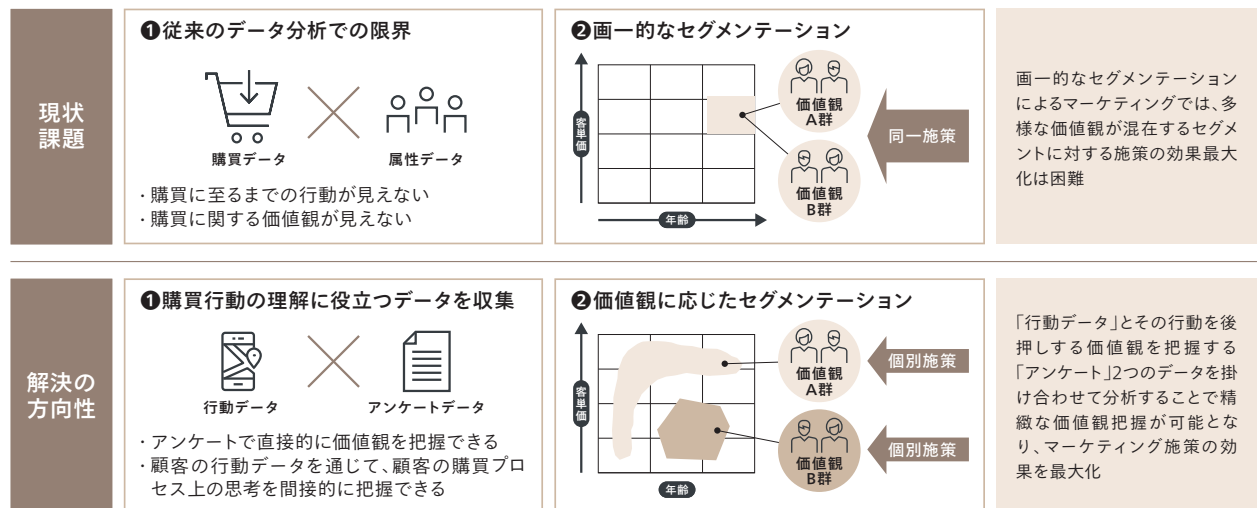 現状
課題
❶従来のデータ分析での限界
購買データ
属性データ
・購買に至るまでの行動が見えない
・購買に関する価値観が見えない
❷画一的なセグメンテーション
客単価
年齢
価値観
A群
価値観
B群
同一施策
画一的なセグメンテーション
によるマーケティングでは、多
様な価値観が混在するセグメ
ントに対する施策の効果最大
化は困難
解決の
方向性
❶購買行動の理解に役立つデータを収集
行動データ
アンケートデータ
・アンケートで直接的に価値観を把握できる
・顧客の行動データを通じて、顧客の購買プロ
セス上の思考を間接的に把握できる
❷価値観に応じたセグメンテーション
客単価
年齢
価値観
A群
価値観
B群
個別施策
個別施策
「行動データ」とその行動を後
押しする価値観を把握する
「アンケート」2つのデータを掛
け合わせて分析することで精
緻な価値観把握が可能とな
り、マーケティング施策の効
果を最大化